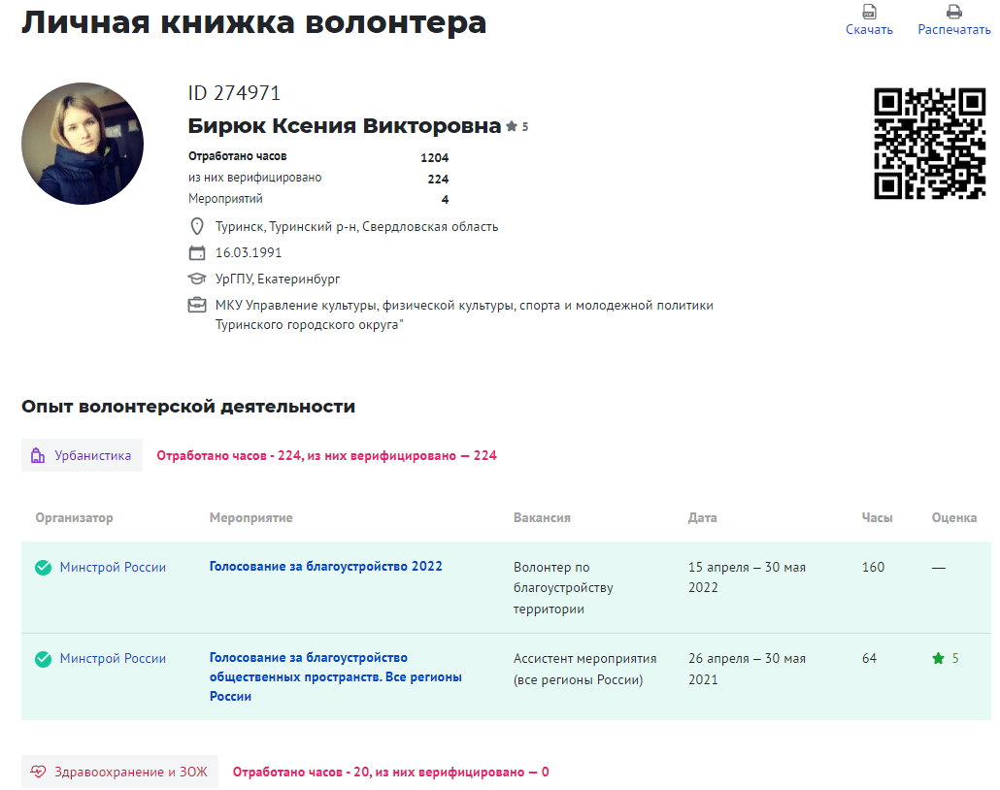 Личная книжка волонтера
Скачать
Распечатать
ID 274971
Бирюк Ксения Викторовна 5
Отработано часов 1204
из них верифицировано 224
Мероприятий 4
Туринск, Туринский р-н, Свердловская область
16.03.1991
УрГПУ, Екатеринбург
МКУ Управление культуры, физической культуры, спорта и молодежной политики
Туринского городского округа"
Опыт волонтерской деятельности
Урбанистика
Отработано часов - 224, из них верифицировано — 224
Организатор Мероприятие Вакансия Дата Часы Оценка
Минстрой России
Голосование за благоустройство 2022
Волонтер по
благоустройству
территории
15 апреля — 30 мая
2022
160
—
Минстрой России
Голосование за благоустройство
общественных пространств. Все регионы
России
Ассистент мероприятия
(все регионы России)
26 апреля — 30 мая
2021
64
5
Здравоохранение и ЗОЖ
Отработано часов - 20, из них верифицировано — 0